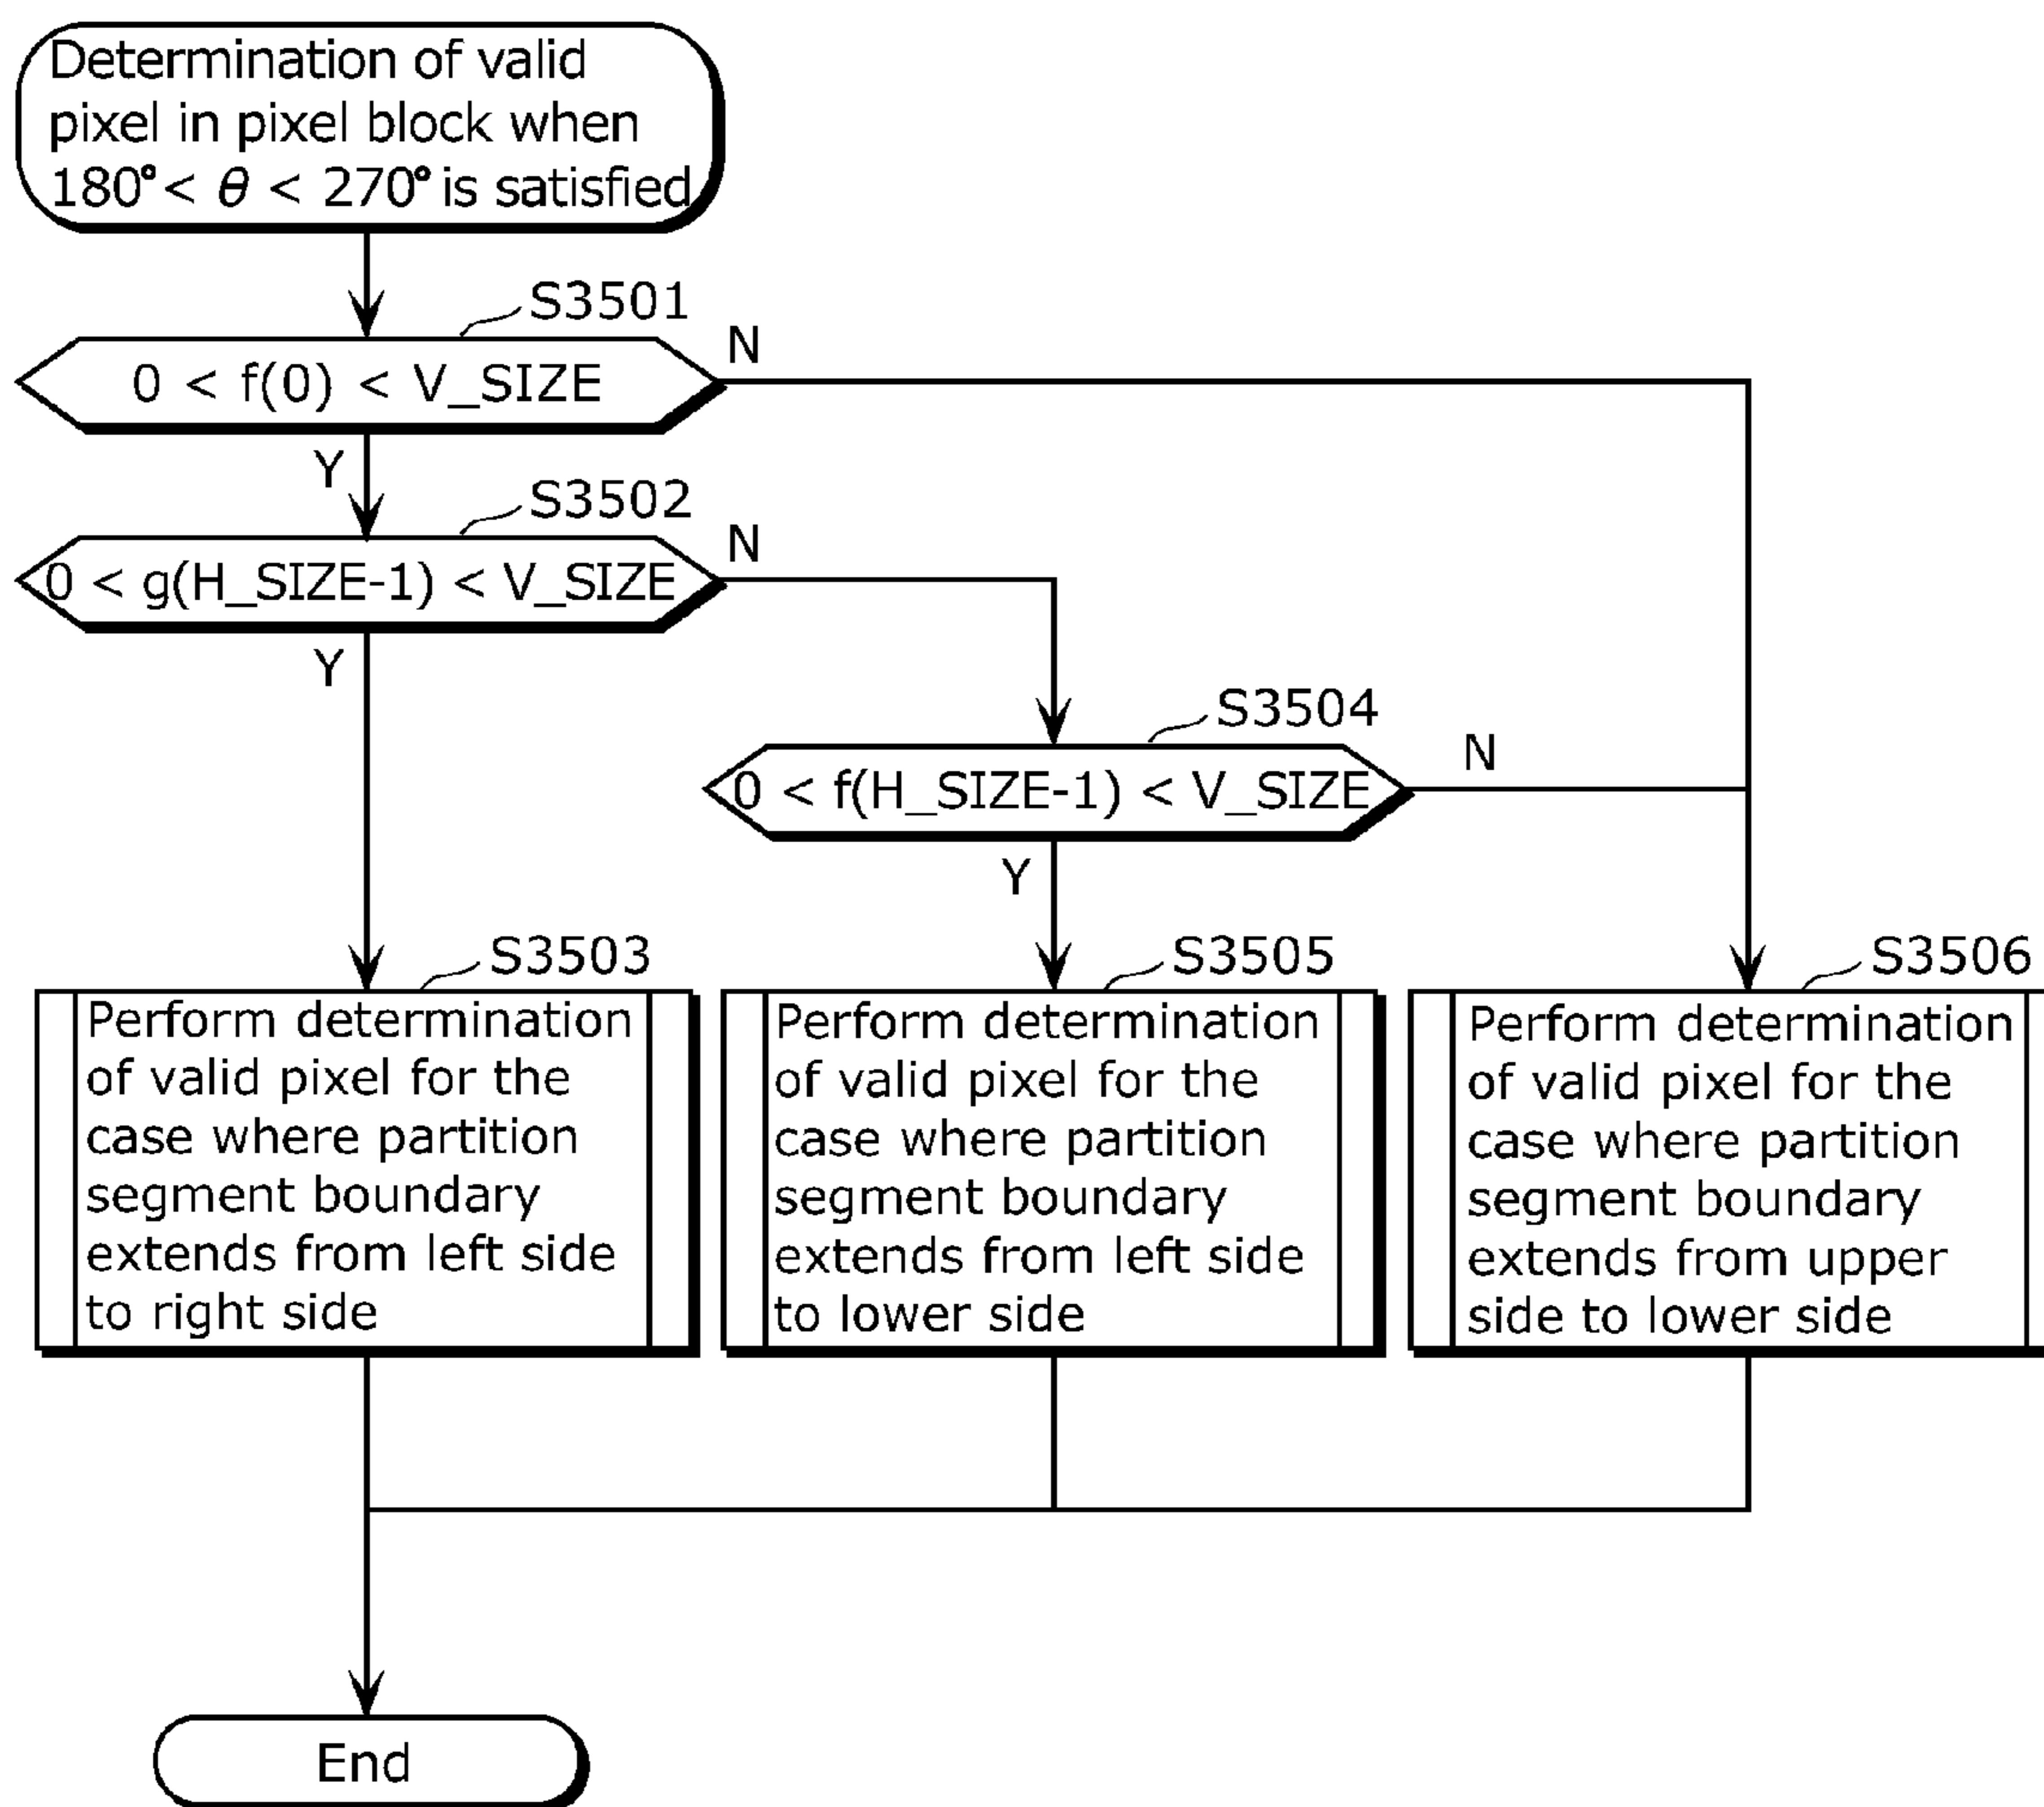 Determination of valid
pixel in pixel block when
180° < θ < 270° is satisfied
S3501
0 < f(0) < V_SIZE
N
Y
S3502
0 < g(H_SIZE-1) < V_SIZE
N
Y
S3504
0 < f(H_SIZE-1) < V_SIZE
N
Y
S3503
Perform determination
of valid pixel for the
case where partition
segment boundary
extends from left side
to right side
S3505
Perform determination
of valid pixel for the
case where partition
segment boundary
extends from left side
to lower side
S3506
Perform determination
of valid pixel for the
case where partition
segment boundary
extends from upper
side to lower side
End